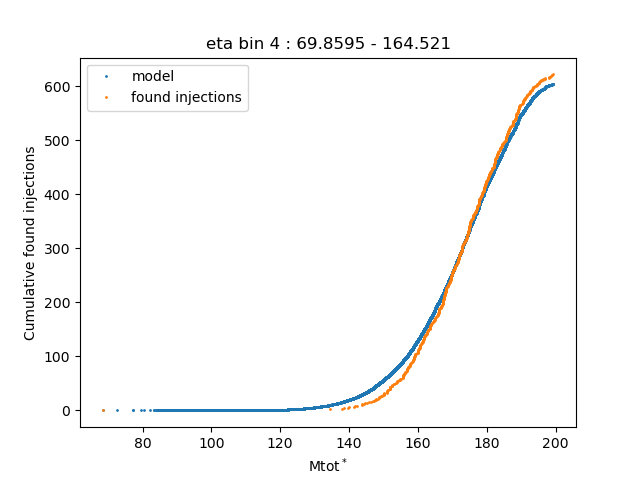 eta bin 4 : 69.8595 - 164.521
model
found injections
Cumulative found injections
600
500
400
300
200
100
0
80 100 120 140 160 180 200
Mtot*